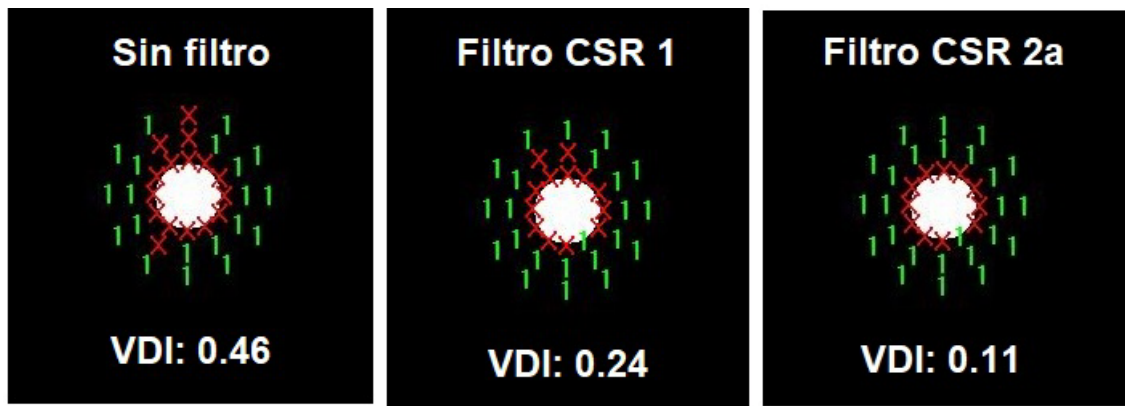 Sin filtro
VDI: 0.46
Filtro CSR 1
VDI: 0.24
Filtro CSR 2a
VDI: 0.11